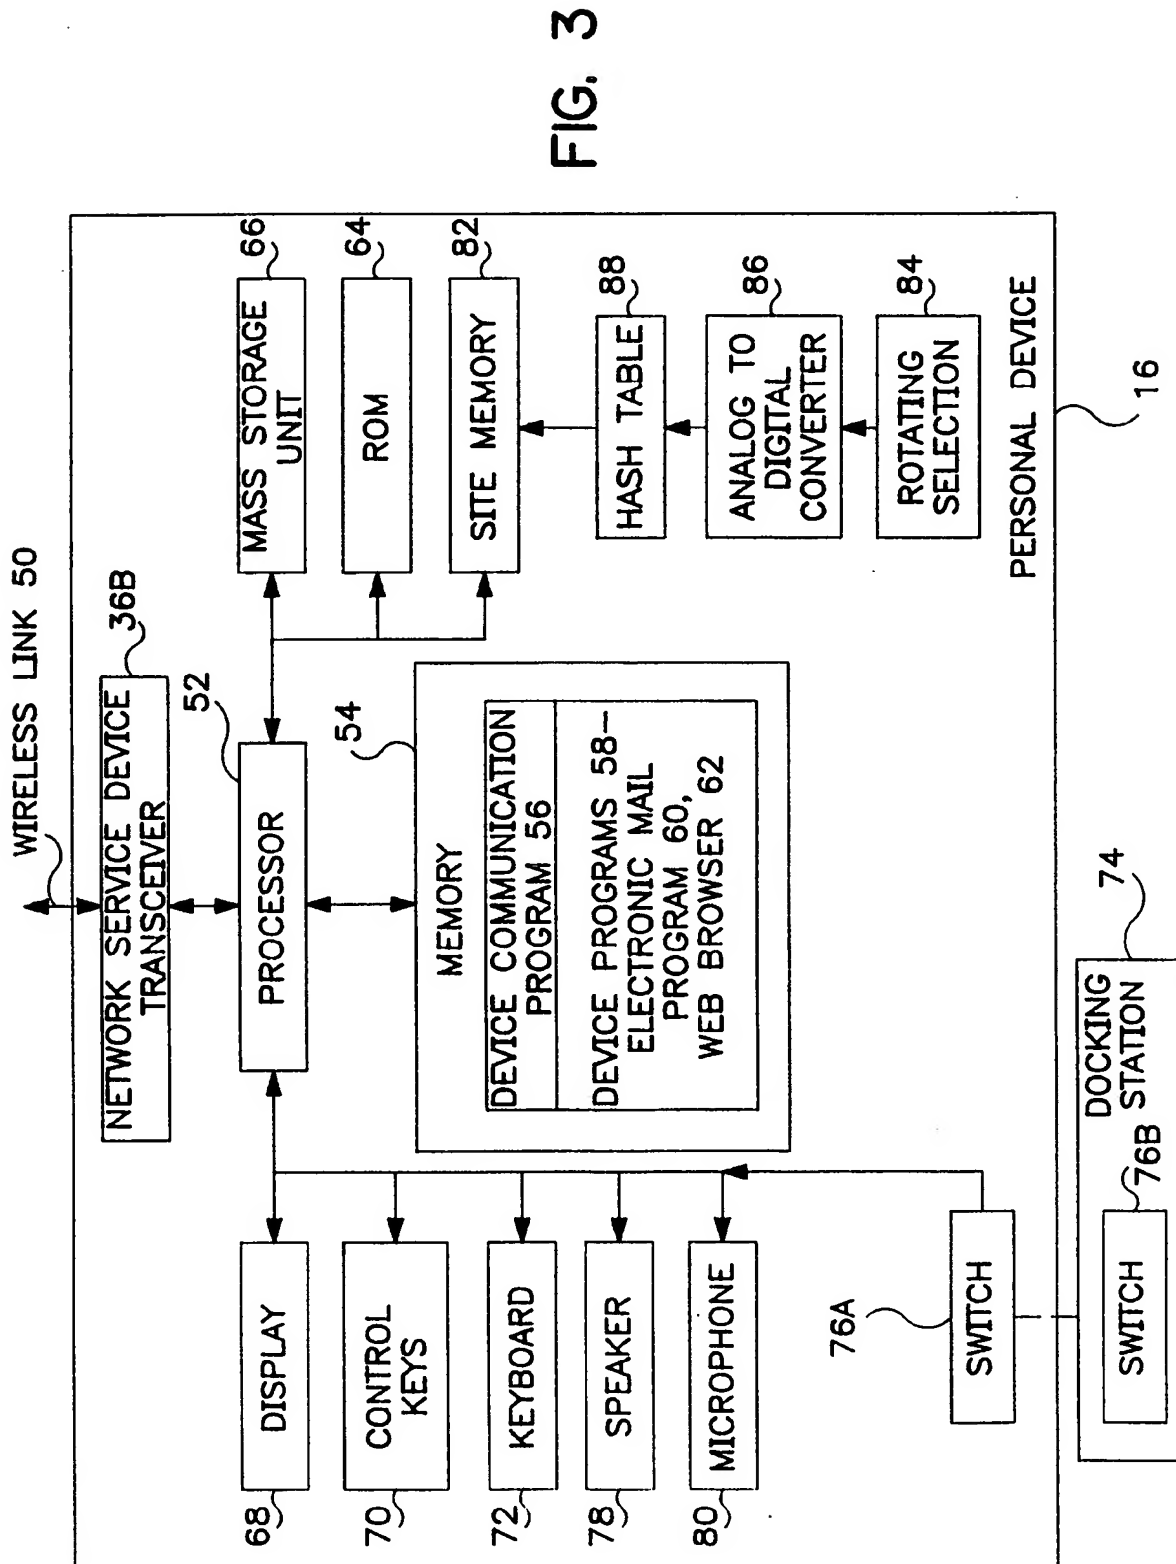 WIRELESS LINK 50
NETWORK SERVICE DEVICE
TRANSCEIVER
36B
52
PROCESSOR
54
MEMORY
DEVICE COMMUNICATION
PROGRAM 56
DEVICE PROGRAMS 58—
ELECTRONIC MAIL
PROGRAM 60,
WEB BROWSER 62
68
DISPLAY
70
CONTROL
KEYS
72
KEYBOARD
78
SPEAKER
80
MICROPHONE
76A
SWITCH
DOCKING
STATION
74
76B
SWITCH
MASS STORAGE
UNIT
66
ROM
64
SITE MEMORY
82
HASH TABLE
88
ANALOG TO
DIGITAL
CONVERTER
86
ROTATING
SELECTION
84
PERSONAL DEVICE
16
FIG. 3